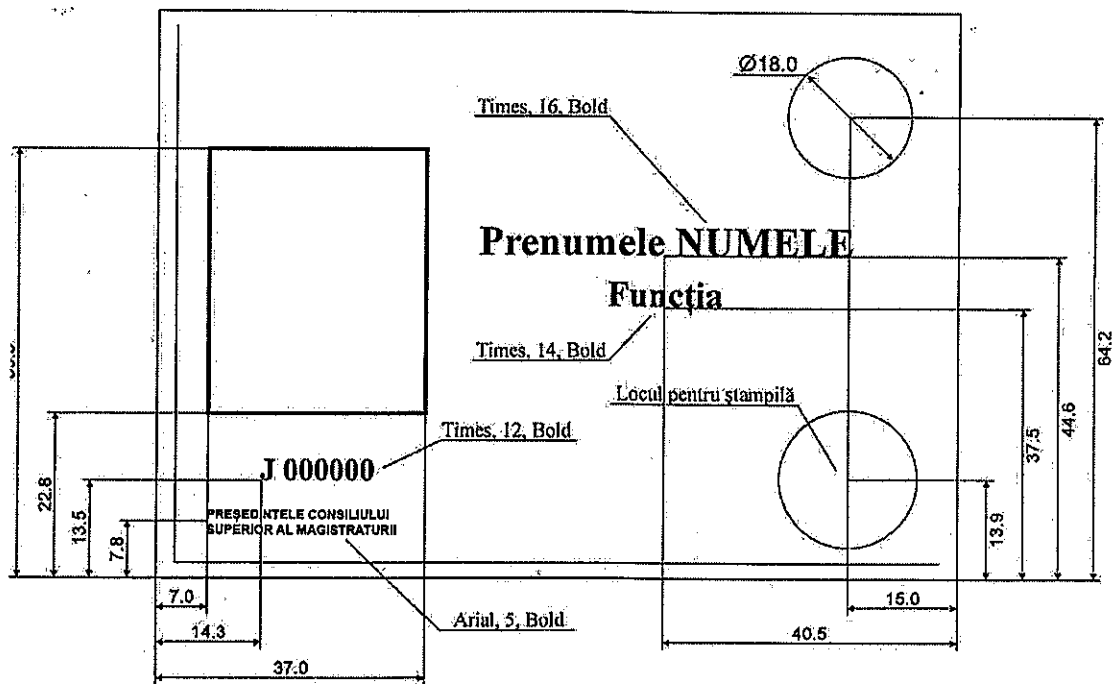 Ø18.0
Times, 16, Bold
Prenumele NUMELE
Funcția
Times, 14, Bold
Locul pentru ștampilă
Times, 12, Bold
J 000000
PREȘEDINTELE CONSILIULUI
SUPERIOR AL MAGISTRATURII
Arial, 5, Bold
22.8
13.5
7.8
7.0
14.3
37.0
64.2
44.6
37.5
13.9
15.0
40.5